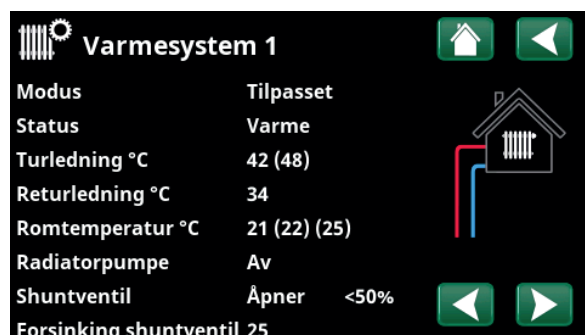 Varmesystem 1
Modus Tilpasset
Status Varme
Turledning °C 42 (48)
Returledning °C 34
Romtemperatur °C 21 (22) (25)
Radiatorpumpe Av
Shuntventil Åpner <50%
Forsinking shuntventil 25